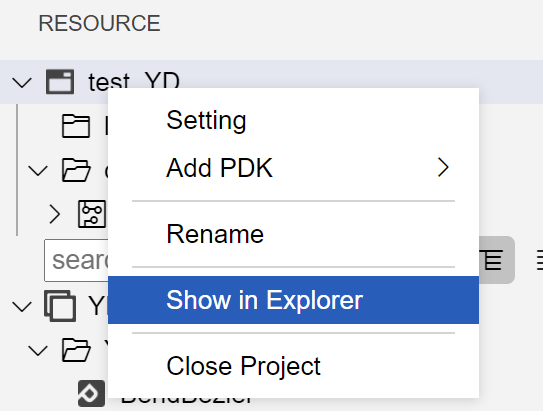 RESOURCE
test_YD
Setting
Add PDK
Rename
Show in Explorer
Close Project